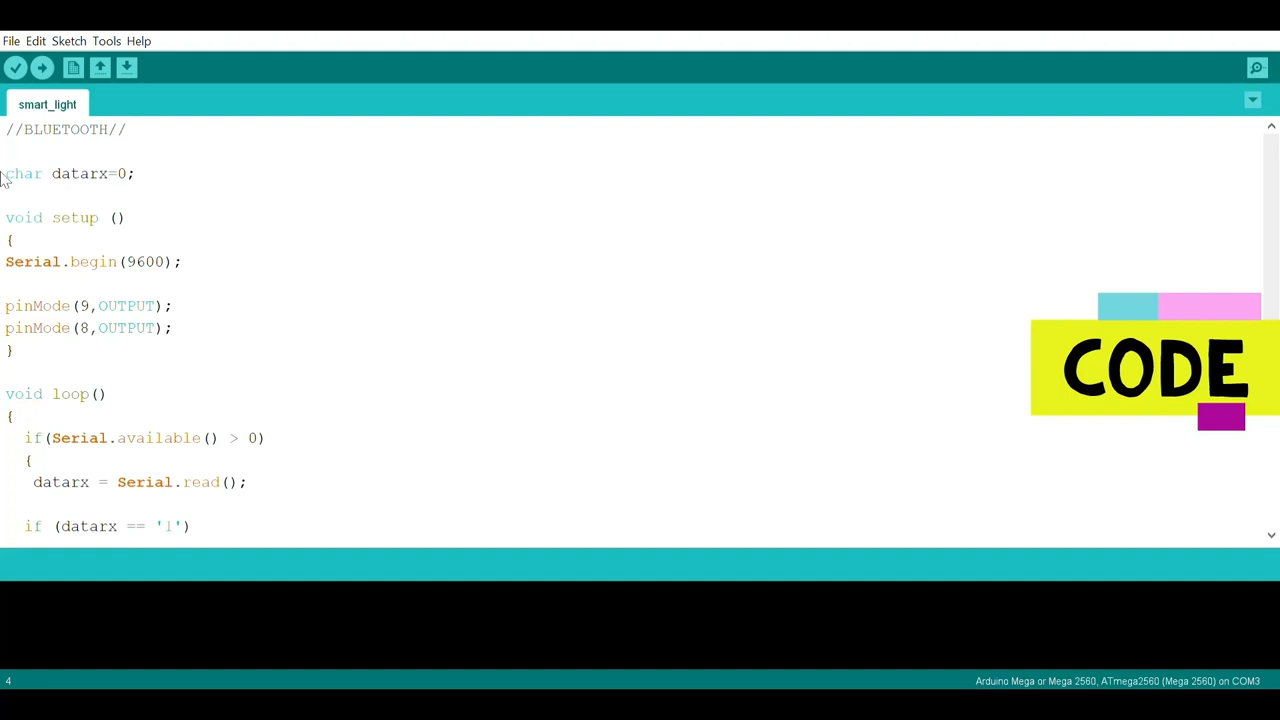 File Edit Sketch Tools Help
smart_light
//BLUETOOTH//
char datarx=0;
void setup ()
{
Serial.begin(9600);
pinMode(9,OUTPUT);
pinMode(8,OUTPUT);
}
void loop()
{
if(Serial.available() > 0)
{
datarx = Serial.read();
if (datarx == '1')
CODE
4
Arduino Mega or Mega 2560, ATmega2560 (Mega 2560) on COM3